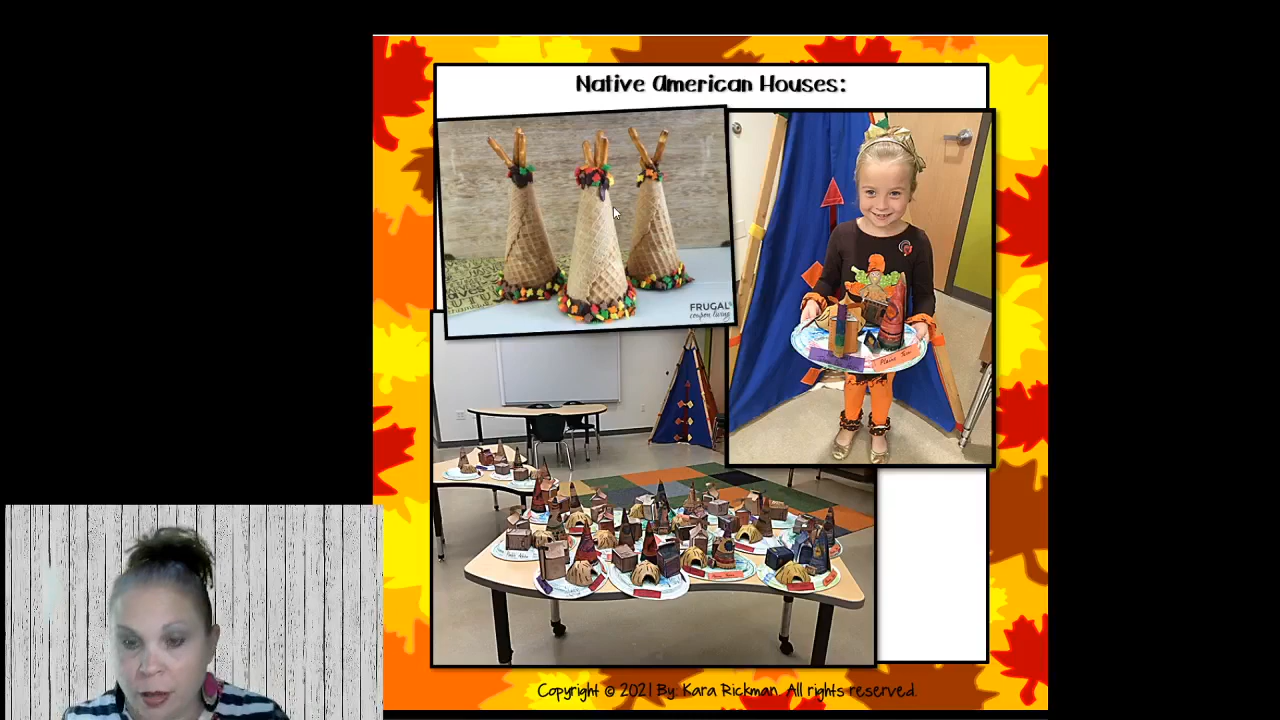 Native American Houses:
FRUGAL
coupon living
Copyright © 2021 By: Kara Rickman All rights reserved.